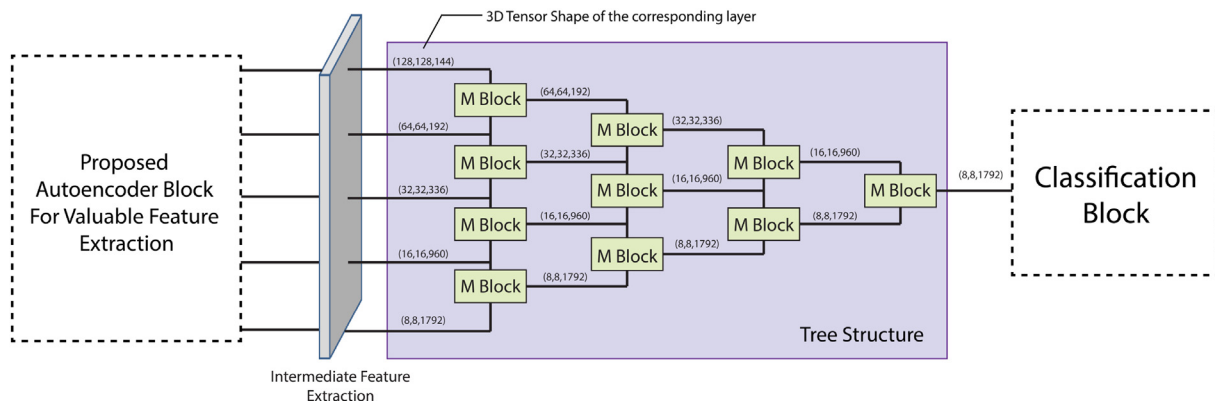 3D Tensor Shape of the corresponding layer
Proposed
Autoencoder Block
For Valuable Feature
Extraction
(128,128,144)
(64,64,192)
(32,32,336)
(16,16,960)
(8,8,1792)
M Block
M Block
M Block
M Block
(64,64,192)
(32,32,336)
(16,16,960)
(8,8,1792)
M Block
M Block
M Block
(32,32,336)
(16,16,960)
(8,8,1792)
M Block
M Block
(16,16,960)
(8,8,1792)
M Block
(8,8,1792)
Classification
Block
Tree Structure
Intermediate Feature
Extraction